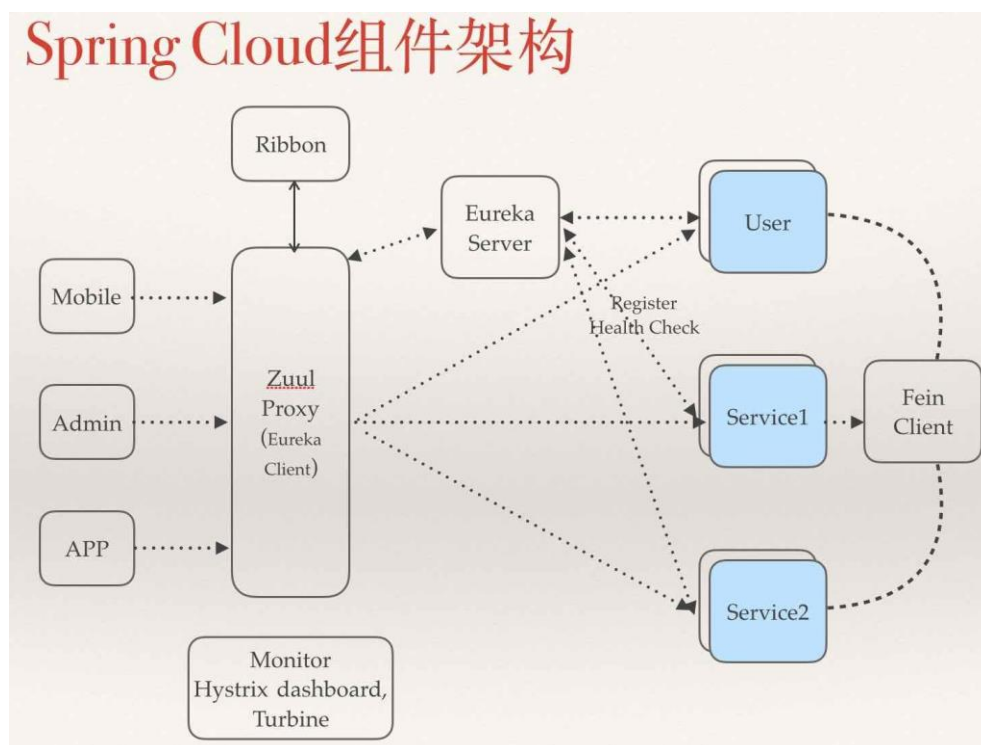 Spring Cloud组件架构
Ribbon
Eureka
Server
User
Mobile
Register
Health Check
Zuul
Proxy
(Eureka
Client)
Admin
Service1
Fein
Client
APP
Service2
Monitor
Hystrix dashboard,
Turbine